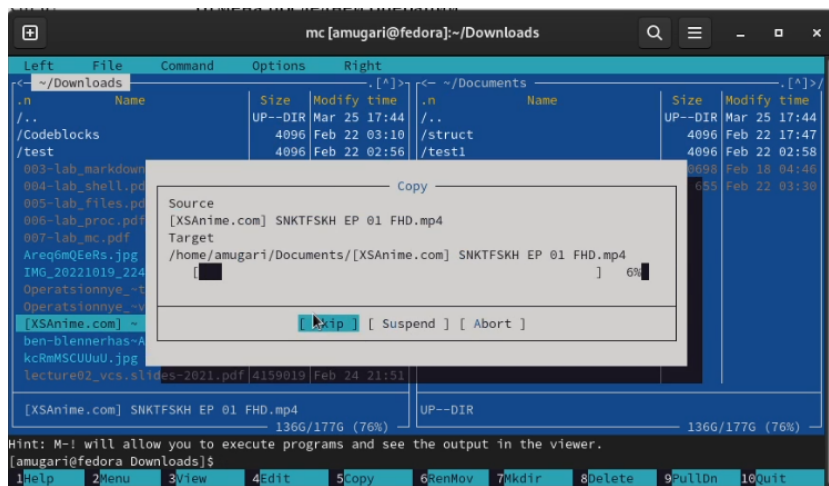 mc [amugari@fedora]:~/Downloads
Left File Command Options Right
<─ ~/Downloads .[^]>
<─ ~/Documents .[^]>
.n Name Size Modify time .n Name Size Modify time
/.. UP--DIR Mar 25 17:44 /.. UP--DIR Mar 25 17:44
/Codeblocks 4096 Feb 22 03:10 /struct 4096 Feb 22 17:47
/test 4096 Feb 22 02:56 /test1 4096 Feb 22 02:58
003-lab_markdown 0698 Feb 18 04:46
004-lab_shell.pd 655 Feb 22 03:30
005-lab_files.pd
006-lab_proc.pdf
007-lab_mc.pdf
Areq6mQEeRs.jpg
IMG_20221019_224
Operatsionnye_~t
Operatsionnye_~v
[XSAnime.com] ~
ben-blennerhas~A
kcRmMSCUUuU.jpg
lecture02_vcs.slides-2021.pdf 4159019 Feb 24 21:51
Copy
Source
[XSAnime.com] SNKTFSKH EP 01 FHD.mp4
Target
/home/amugari/Documents/[XSAnime.com] SNKTFSKH EP 01 FHD.mp4
[ ] 6%
[ Skip ] [ Suspend ] [ Abort ]
[XSAnime.com] SNKTFSKH EP 01 FHD.mp4 UP--DIR
136G/177G (76%) 136G/177G (76%)
Hint: M-! will allow you to execute programs and see the output in the viewer.
[amugari@fedora Downloads]$
1Help 2Menu 3View 4Edit 5Copy 6RenMov 7Mkdir 8Delete 9PullDn 10Quit